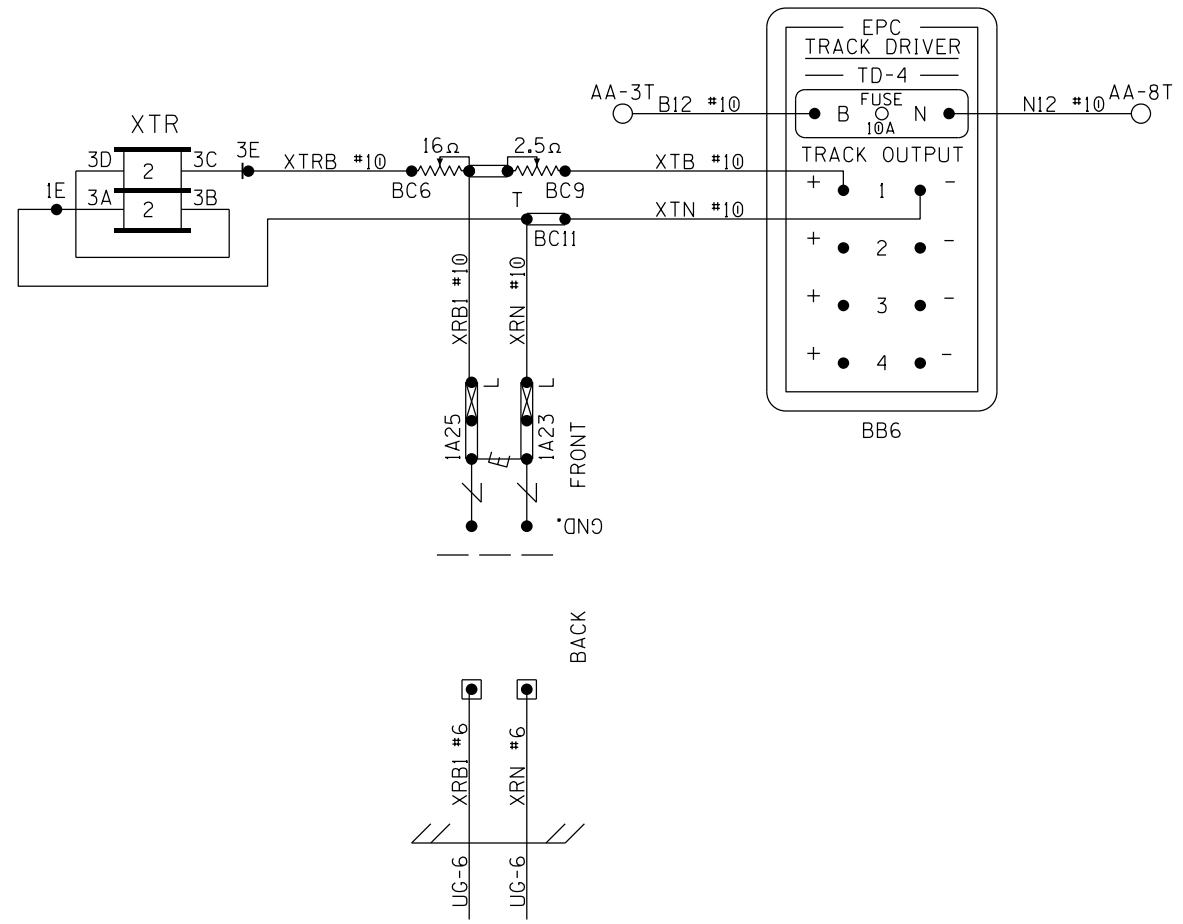 EPC
TRACK DRIVER
TD-4
AA-3T
B12 #10
B
FUSE
10A
N
N12 #10
AA-8T
TRACK OUTPUT
+ 1 -
+ 2 -
+ 3 -
+ 4 -
BB6
XTR
3D
2
3C
3E
XTRB #10
16Ω
2.5Ω
BC6
BC9
XTB #10
1E
3A
2
3B
T
BC11
XTN #10
XRB1 #10
XRN #10
L
L
1A25
1A23
FRONT
GND.
BACK
XRB1 #6
XRN #6
UG-6
UG-6